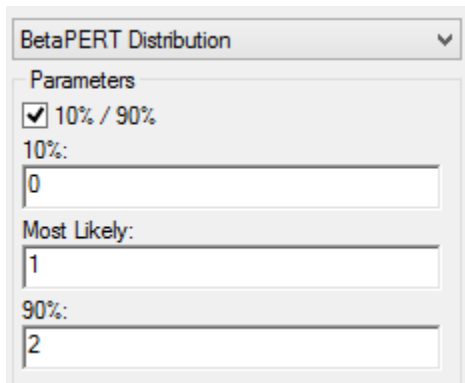 BetaPERT Distribution
Parameters
10% / 90%
10%:
0
Most Likely:
1
90%:
2